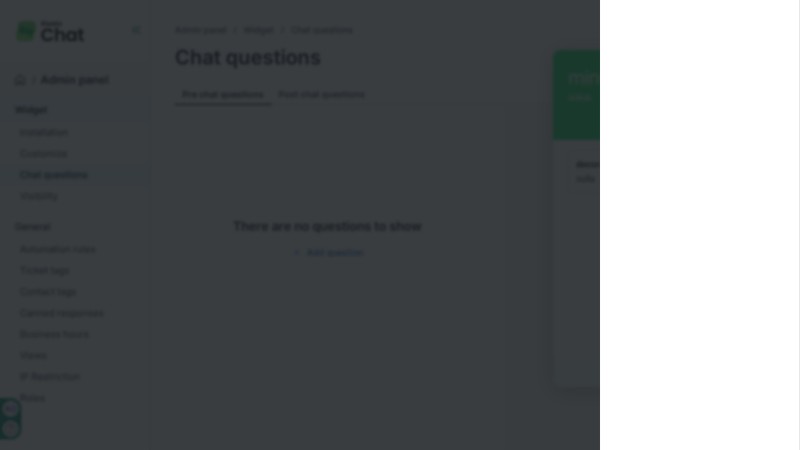 Chat
Admin panel / Widget / Chat questions
Chat questions
/ Admin panel
Pre chat questions
Post chat questions
Widget
Installation
Customize
Chat questions
Visibility
There are no questions to show
General
+ Add question
Automation rules
Ticket tags
Contact tags
Canned responses
Business hours
Views
IP Restriction
Roles